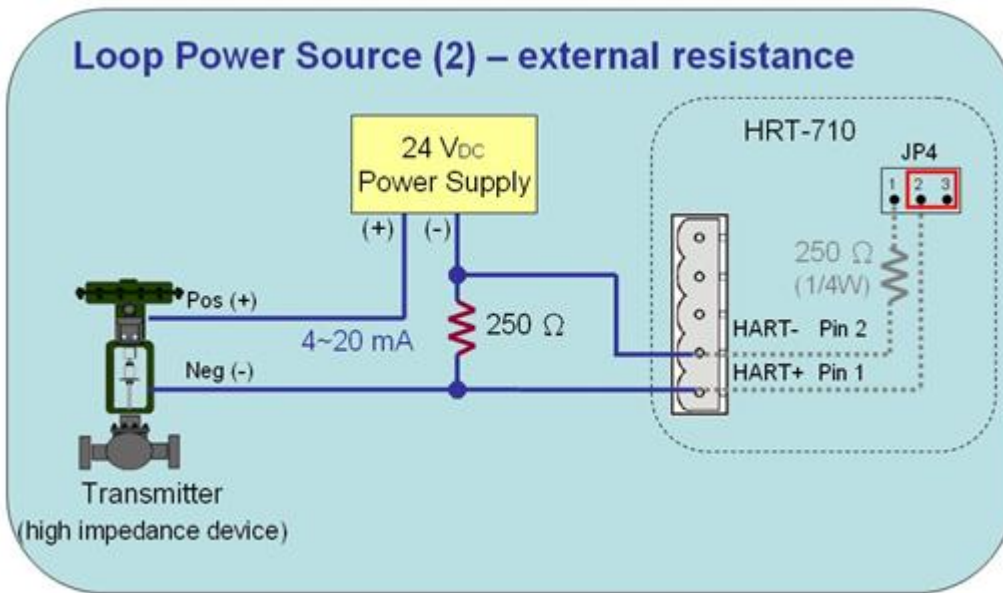 Loop Power Source (2) – external resistance
24 VDC
Power Supply
(+) (-)
HRT-710
JP4
1 2 3
250 Ω
(1/4W)
Pos (+)
4~20 mA
250 Ω
HART- Pin 2
Neg (-)
HART+ Pin 1
Transmitter
(high impedance device)